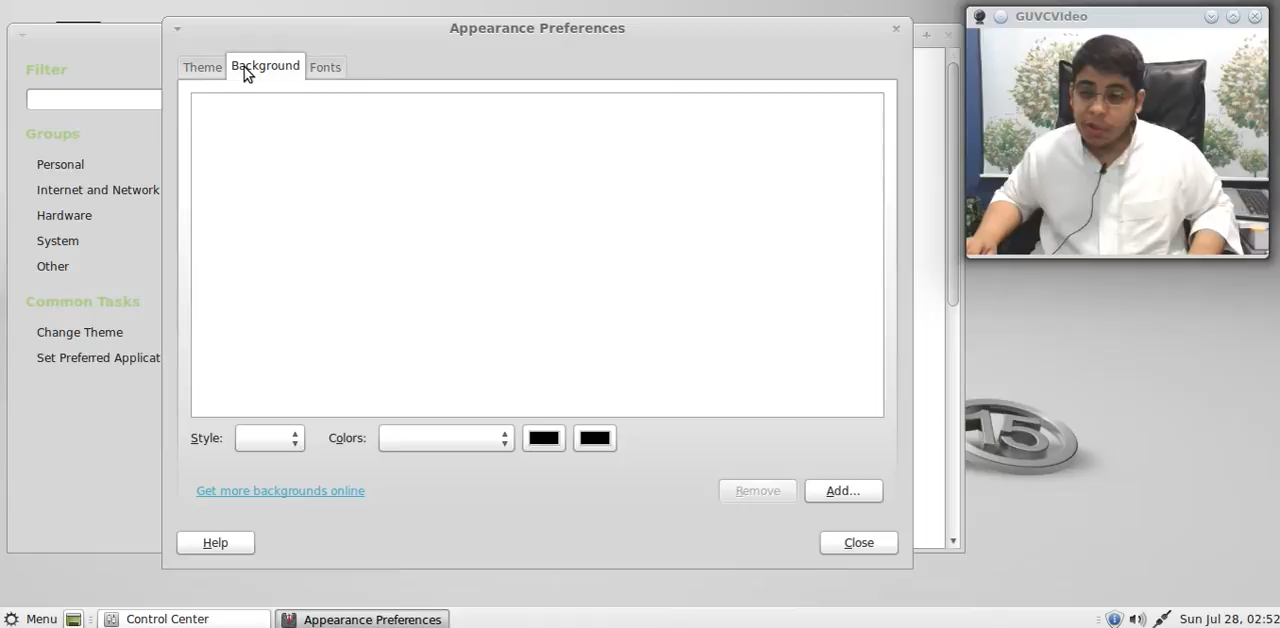 GUVCVIdeo
Appearance Preferences
Theme
Background
Fonts
Filter
Groups
Personal
Internet and Network
Hardware
System
Other
Common Tasks
Change Theme
Set Preferred Applicat
Style:
Colors:
Get more backgrounds online
Remove
Add...
Help
Close
15
Menu
Control Center
Appearance Preferences
Sun Jul 28, 02:52